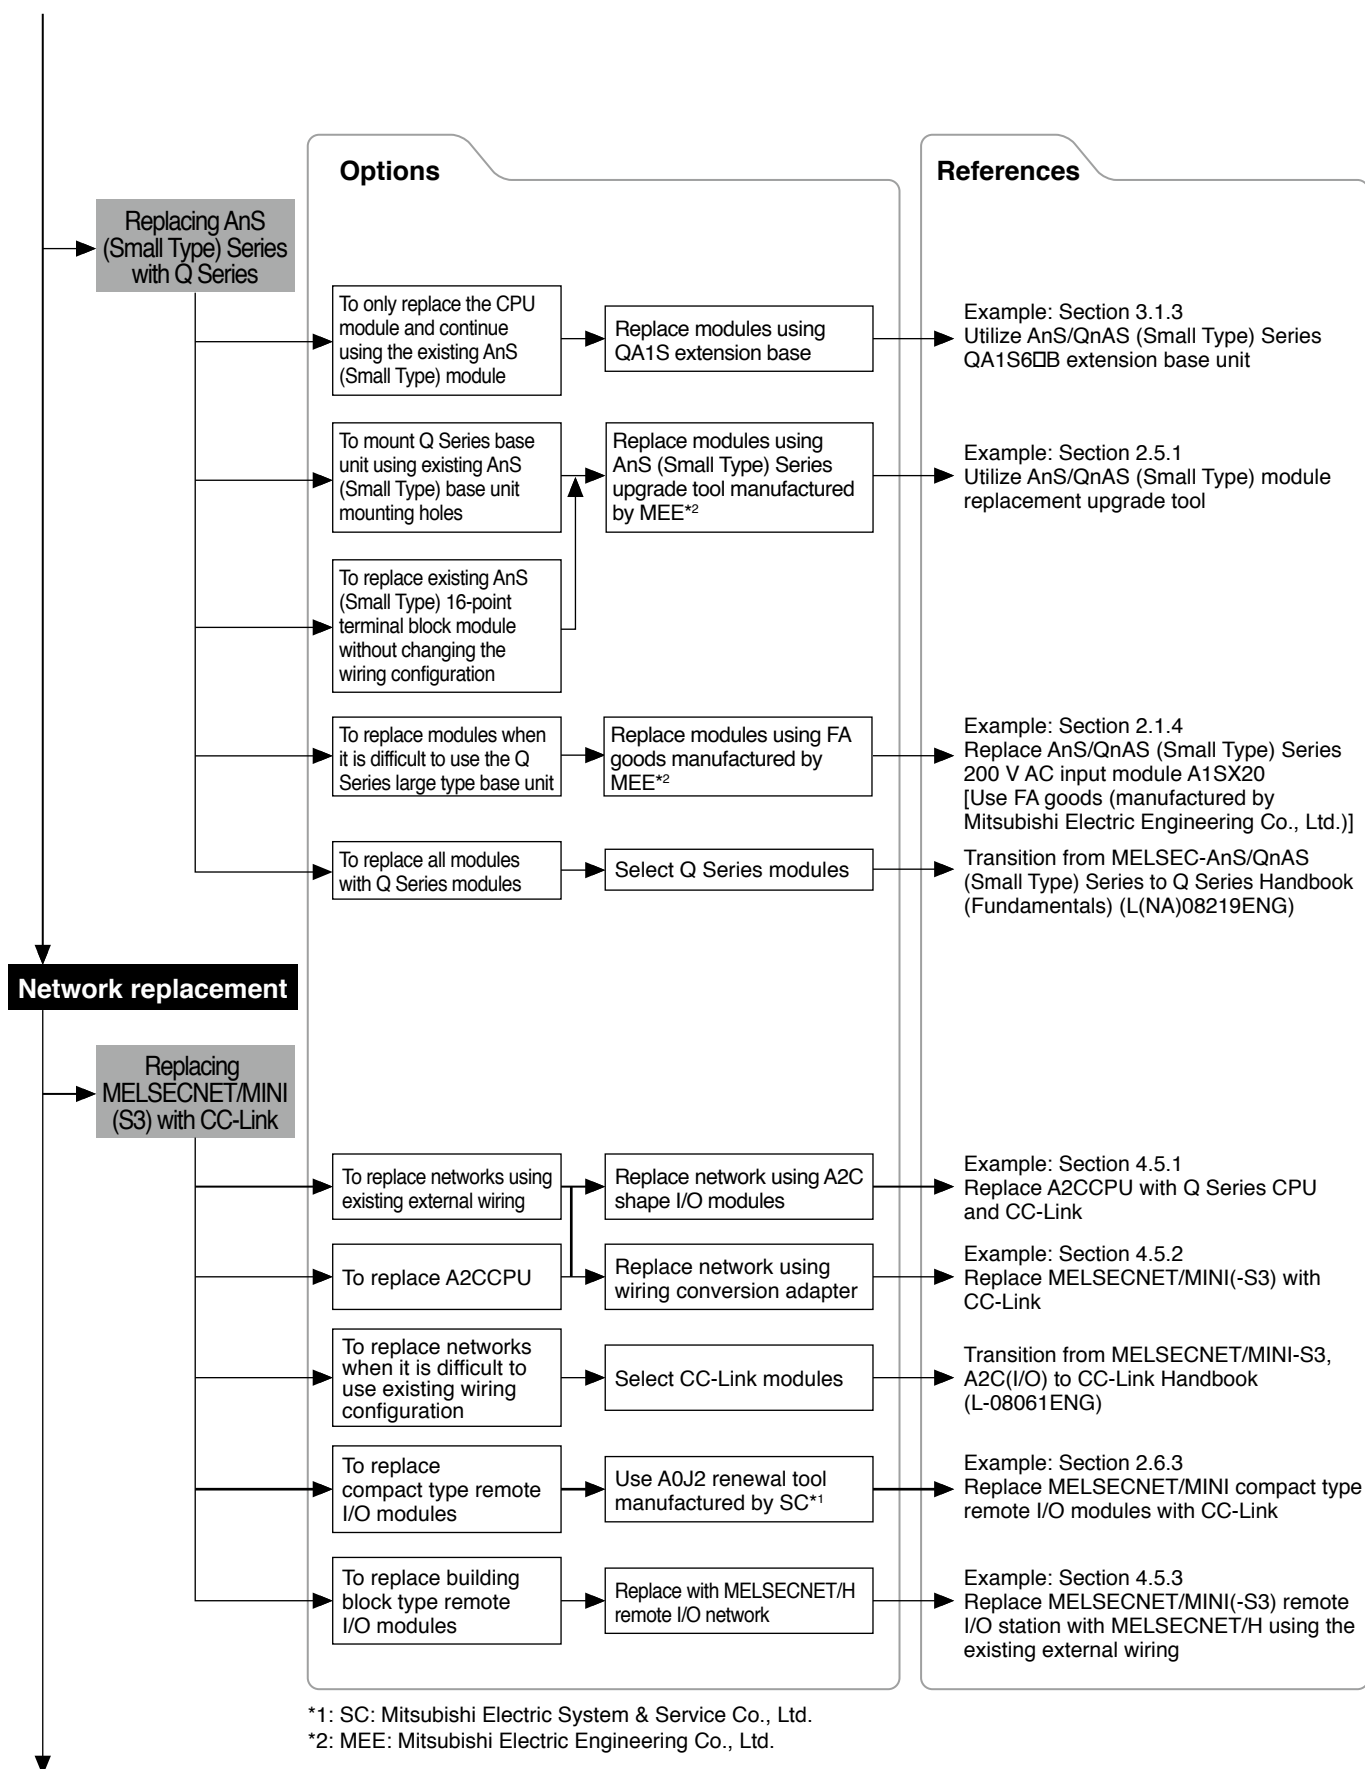 Options
References
Replacing AnS
(Small Type) Series
with Q Series
To only replace the CPU
module and continue
using the existing AnS
(Small Type) module
Replace modules using
QA1S extension base
Example: Section 3.1.3
Utilize AnS/QnAS (Small Type) Series
QA1S6□B extension base unit
To mount Q Series base
unit using existing AnS
(Small Type) base unit
mounting holes
Replace modules using
AnS (Small Type) Series
upgrade tool manufactured
by MEE*2
Example: Section 2.5.1
Utilize AnS/QnAS (Small Type) module
replacement upgrade tool
To replace existing AnS
(Small Type) 16-point
terminal block module
without changing the
wiring configuration
To replace modules when
it is difficult to use the Q
Series large type base unit
Replace modules using FA
goods manufactured by
MEE*2
Example: Section 2.1.4
Replace AnS/QnAS (Small Type) Series
200 V AC input module A1SX20
[Use FA goods (manufactured by
Mitsubishi Electric Engineering Co., Ltd.)]
To replace all modules
with Q Series modules
Select Q Series modules
Transition from MELSEC-AnS/QnAS
(Small Type) Series to Q Series Handbook
(Fundamentals) (L(NA)08219ENG)
Network replacement
Replacing
MELSECNET/MINI
(S3) with CC-Link
To replace networks using
existing external wiring
Replace network using A2C
shape I/O modules
Example: Section 4.5.1
Replace A2CCPU with Q Series CPU
and CC-Link
To replace A2CCPU
Replace network using
wiring conversion adapter
Example: Section 4.5.2
Replace MELSECNET/MINI(-S3) with
CC-Link
To replace networks
when it is difficult to
use existing wiring
configuration
Select CC-Link modules
Transition from MELSECNET/MINI-S3,
A2C(I/O) to CC-Link Handbook
(L-08061ENG)
To replace
compact type remote
I/O modules
Use A0J2 renewal tool
manufactured by SC*1
Example: Section 2.6.3
Replace MELSECNET/MINI compact type
remote I/O modules with CC-Link
To replace building
block type remote
I/O modules
Replace with MELSECNET/H
remote I/O network
Example: Section 4.5.3
Replace MELSECNET/MINI(-S3) remote
I/O station with MELSECNET/H using the
existing external wiring
*1: SC: Mitsubishi Electric System & Service Co., Ltd.
*2: MEE: Mitsubishi Electric Engineering Co., Ltd.